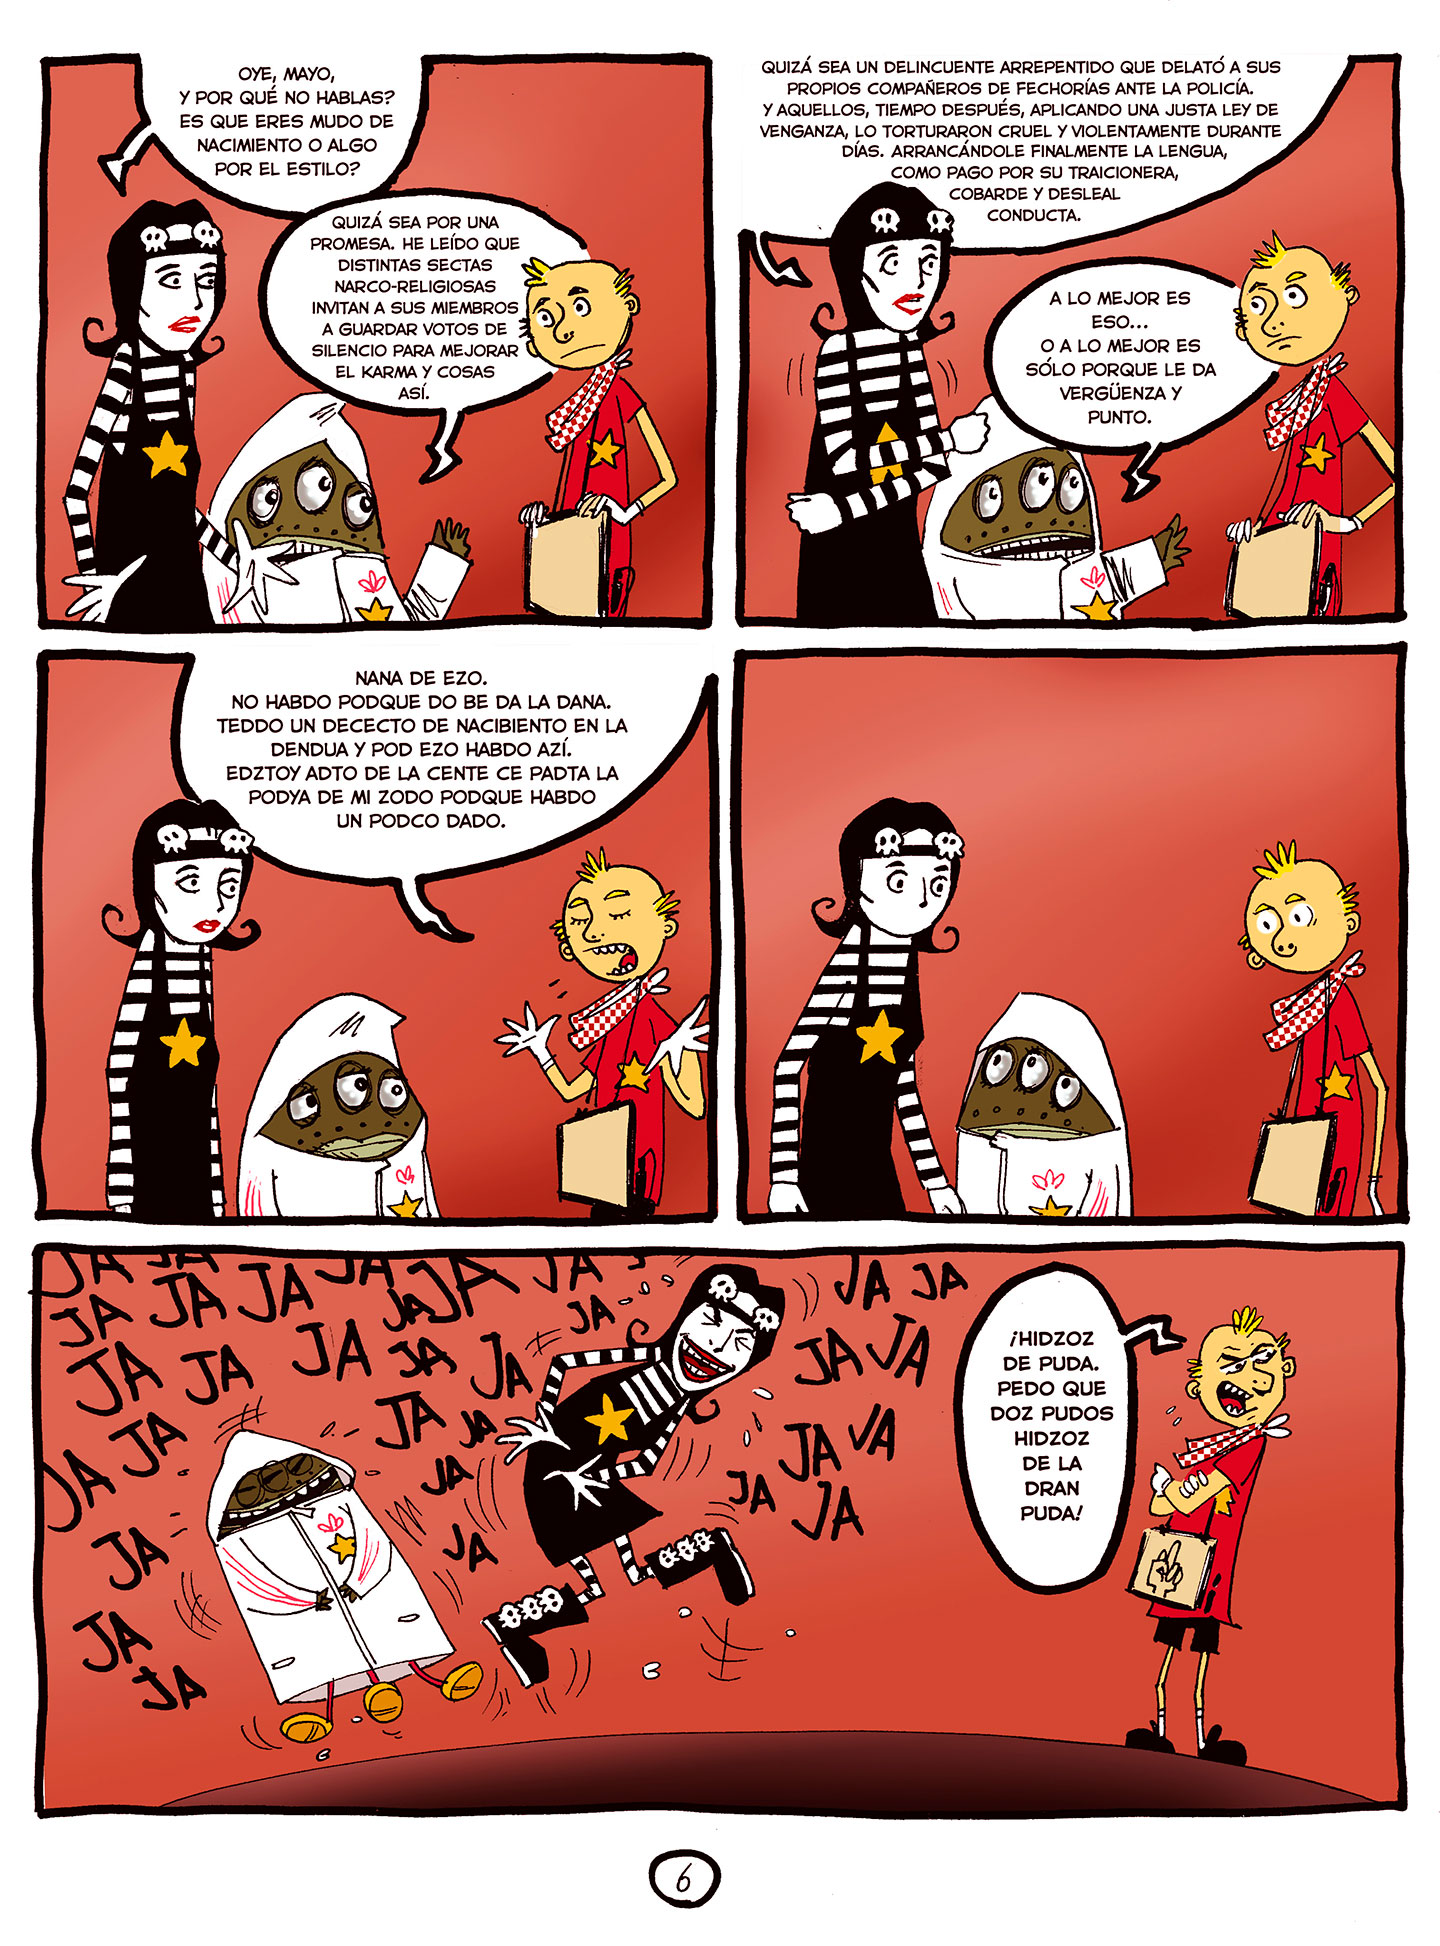 OYE, MAYO,
Y POR QUÉ NO HABLAS?
ES QUE ERES MUDO DE
NACIMIENTO O ALGO
POR EL ESTILO?
QUIZÁ SEA POR UNA
PROMESA. HE LEÍDO QUE
DISTINTAS SECTAS
NARCO-RELIGIOSAS
INVITAN A SUS MIEMBROS
A GUARDAR VOTOS DE
SILENCIO PARA MEJORAR
EL KARMA Y COSAS
ASÍ.
QUIZÁ SEA UN DELINCUENTE ARREPENTIDO QUE DELATÓ A SUS
PROPIOS COMPAÑEROS DE FECHORÍAS ANTE LA POLICÍA.
Y AQUELLOS, TIEMPO DESPUÉS, APLICANDO UNA JUSTA LEY DE
VENGANZA, LO TORTURARON CRUEL Y VIOLENTAMENTE DURANTE
DÍAS. ARRANCÁNDOLE FINALMENTE LA LENGUA,
COMO PAGO POR SU TRAICIONERA,
COBARDE Y DESLEAL
CONDUCTA.
A LO MEJOR ES
ESO...
O A LO MEJOR ES
SÓLO PORQUE LE DA
VERGÜENZA Y
PUNTO.
NANA DE EZO.
NO HABDO PODQUE DO BE DA LA DANA.
TEDDO UN DECECTO DE NACIBIENTO EN LA
DENDUA Y POD EZO HABDO AZÍ.
EDZTOY ADTO DE LA CENTE CE PADTA LA
PODYA DE MI ZODO PODQUE HABDO
UN PODCO DADO.
JA JA JA JA JA
JA JA JA JA JA JA JA JA
JA JA JA JA JA JA JA
JA JA JA JA JA JA JA
JA JA JA JA
JA JA JA
JA
JA
¡HIDZOZ
DE PUDA.
PEDO QUE
DOZ PUDOS
HIDZOZ
DE LA
DRAN
PUDA!
6